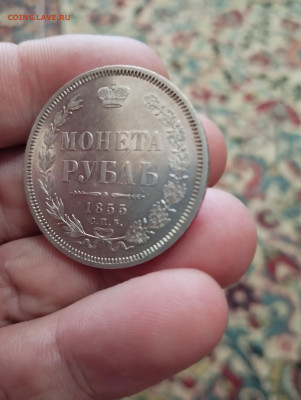 COINS.LAVE.RU
МОНЕТА
РУБЛЬ
1855
С.П.Б.